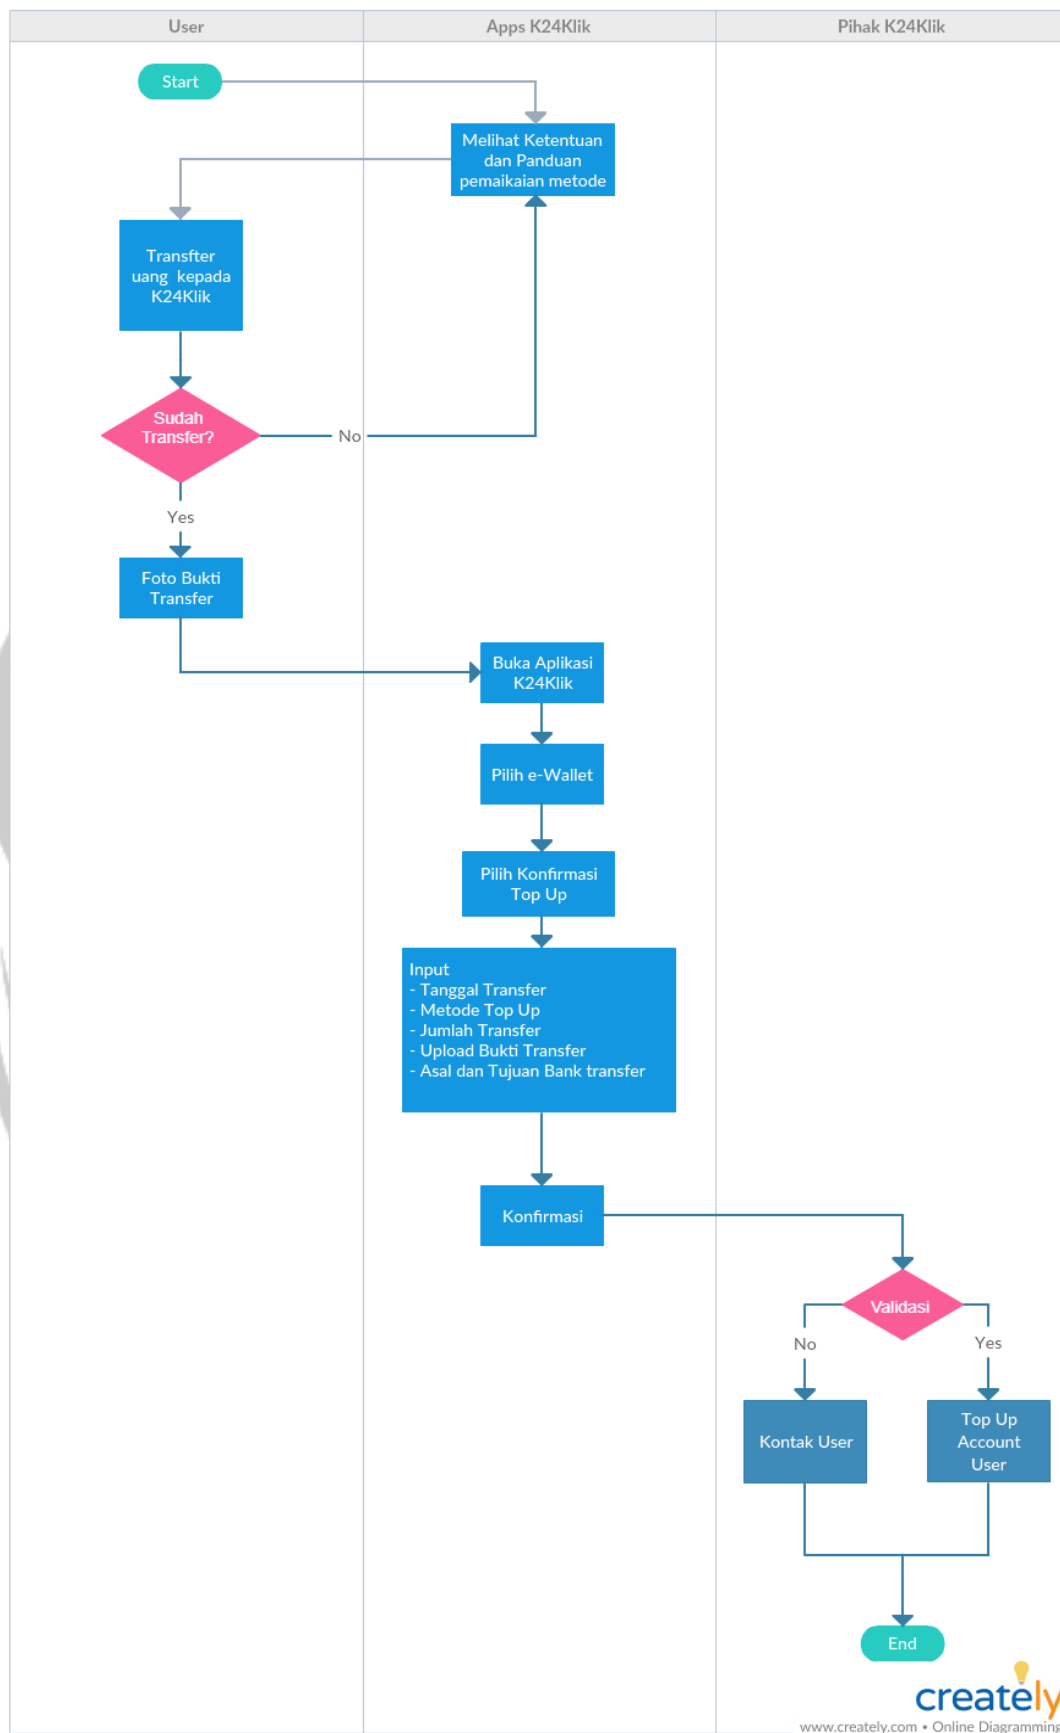 User
Apps K24Klik
Pihak K24Klik
Start
Melihat Ketentuan
dan Panduan
pemaikaian metode
Transfter
uang kepada
K24Klik
Sudah
Transfer?
No
Yes
Foto Bukti
Transfer
Buka Aplikasi
K24Klik
Pilih e-Wallet
Pilih Konfirmasi
Top Up
Input
- Tanggal Transfer
- Metode Top Up
- Jumlah Transfer
- Upload Bukti Transfer
- Asal dan Tujuan Bank transfer
Konfirmasi
Validasi
No
Yes
Kontak User
Top Up
Account
User
End
creately
www.creately.com • Online Diagramming